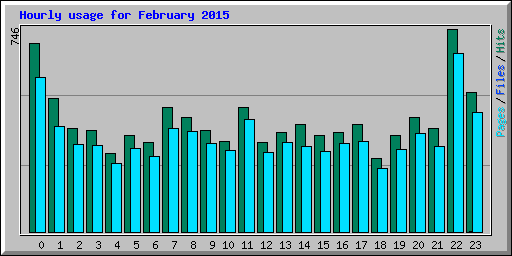 Hourly usage for February 2015
746
Pages/Files/Hits
0 1 2 3 4 5 6 7 8 9 10 11 12 13 14 15 16 17 18 19 20 21 22 23